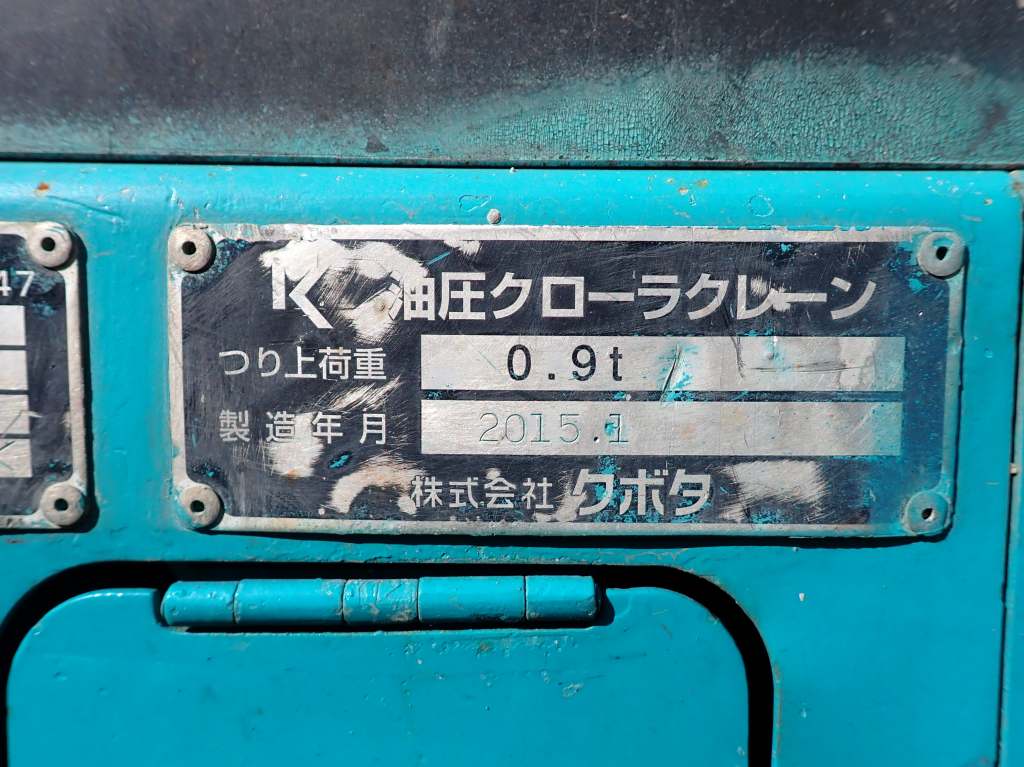 47
K 油圧クローラクレーン
つり上荷重 0.9t
製造年月 2015.1
株式会社 クボタ